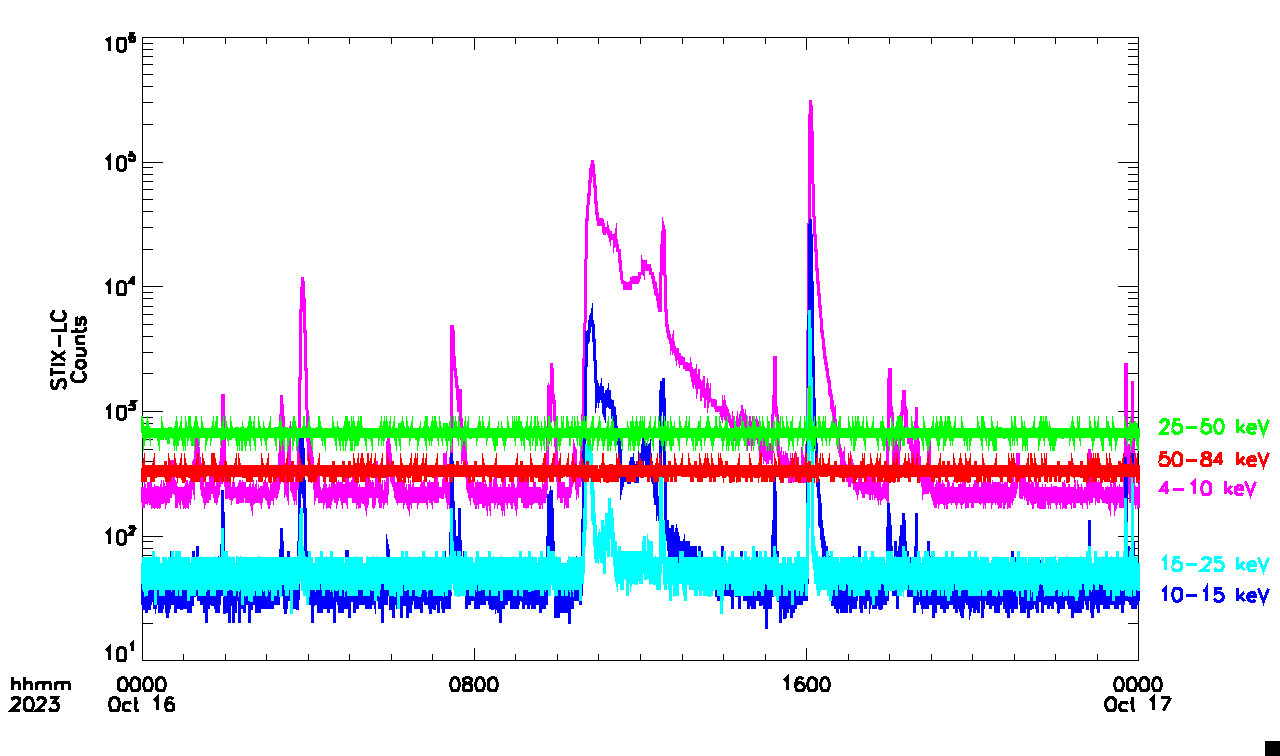 10⁶
10⁵
10⁴
10³
10²
10¹
STIX-LC
Counts
25-50 keV
50-84 keV
4-10 keV
15-25 keV
10-15 keV
hhmm 0000 0800 1600 0000
2023 Oct 16 Oct 17